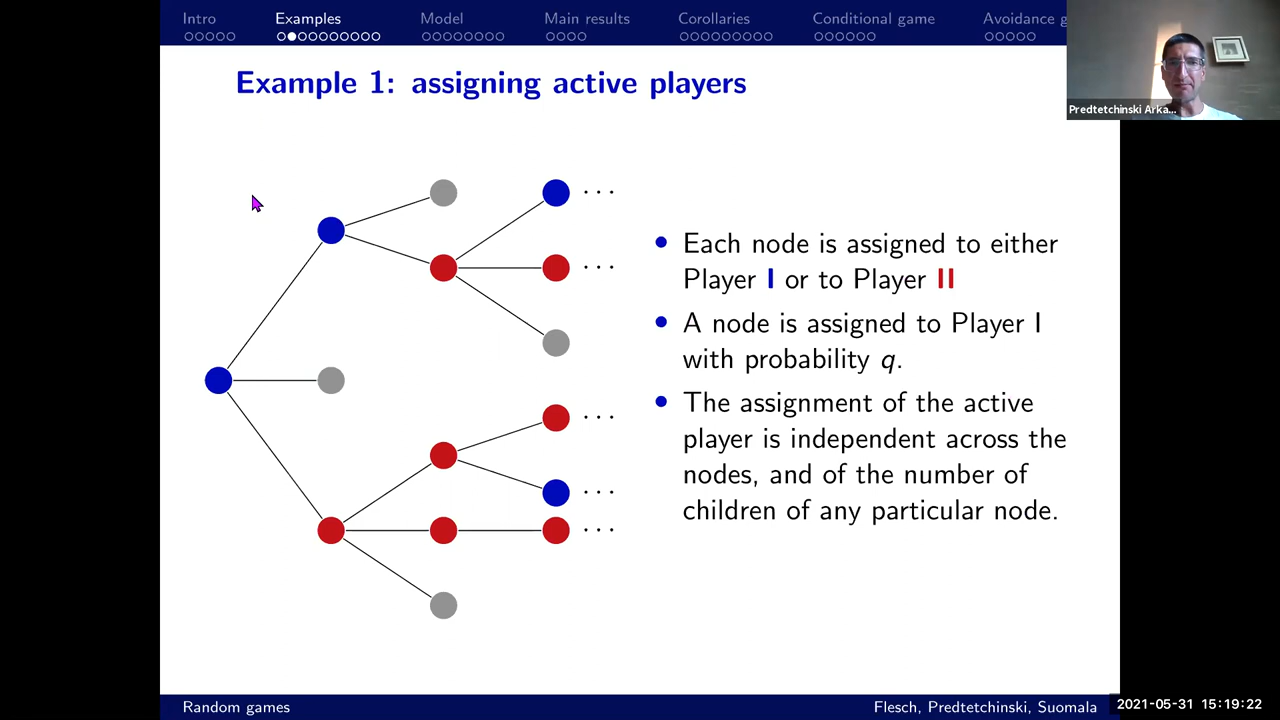 Intro Examples Model Main results Corollaries Conditional game Avoidance g
Predtetchinski Arka...
Example 1: assigning active players
• Each node is assigned to either
Player I or to Player II
• A node is assigned to Player I
with probability q.
• The assignment of the active
player is independent across the
nodes, and of the number of
children of any particular node.
Random games
Flesch, Predtetchinski, Suomala
2021-05-31 15:19:22